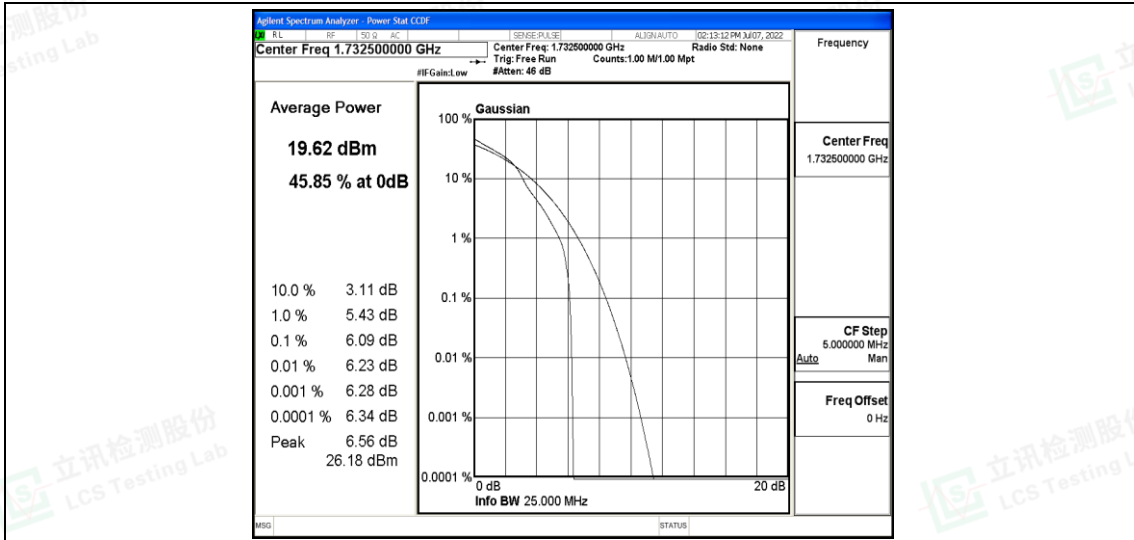 Agilent Spectrum Analyzer - Power Stat CCDF
RL RF 50 Ω AC SENSE:PULSE ALIGNAUTO 02:13:12 PM Jul 07, 2022
Center Freq 1.732500000 GHz
Center Freq: 1.732500000 GHz Radio Std: None
Trig: Free Run Counts:1.00 M/1.00 Mpt
#IFGain:Low #Atten: 46 dB
Frequency
Average Power
19.62 dBm
45.85 % at 0dB
10.0 % 3.11 dB
1.0 % 5.43 dB
0.1 % 6.09 dB
0.01 % 6.23 dB
0.001 % 6.28 dB
0.0001 % 6.34 dB
Peak 6.56 dB
26.18 dBm
Gaussian
100 %
10 %
1 %
0.1 %
0.01 %
0.001 %
0.0001 %
0 dB 20 dB
Info BW 25.000 MHz
Center Freq
1.732500000 GHz
CF Step
5.000000 MHz
Auto Man
Freq Offset
0 Hz
MSG STATUS
立讯检测股份
LCS Testing Lab
立讯检测股份
LCS Testing L